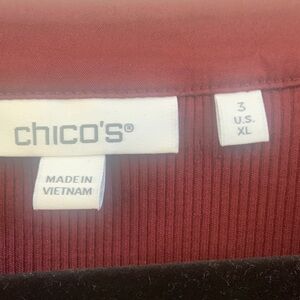 chico's®
3
U.S.
XL
MADE IN
VIETNAM